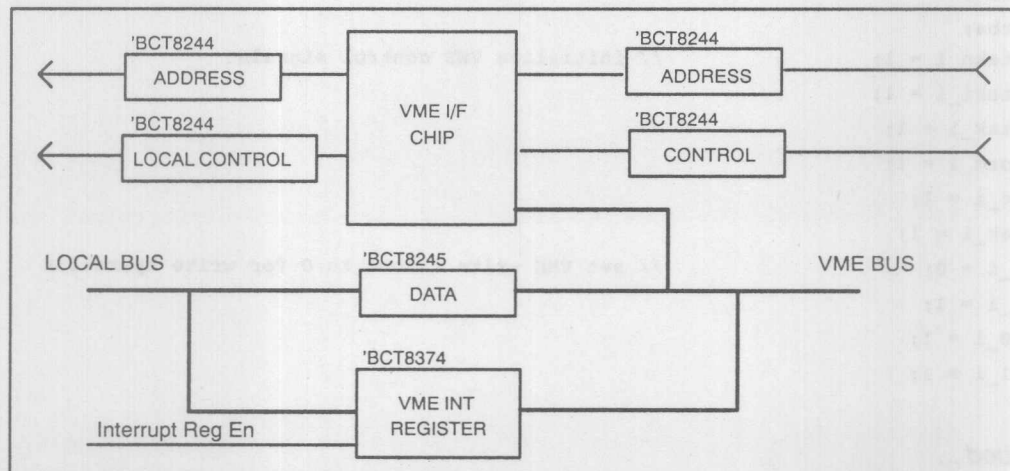 'BCT8244
ADDRESS
VME I/F
CHIP
'BCT8244
ADDRESS
'BCT8244
LOCAL CONTROL
'BCT8244
CONTROL
LOCAL BUS
'BCT8245
DATA
VME BUS
'BCT8374
VME INT
REGISTER
Interrupt Reg En